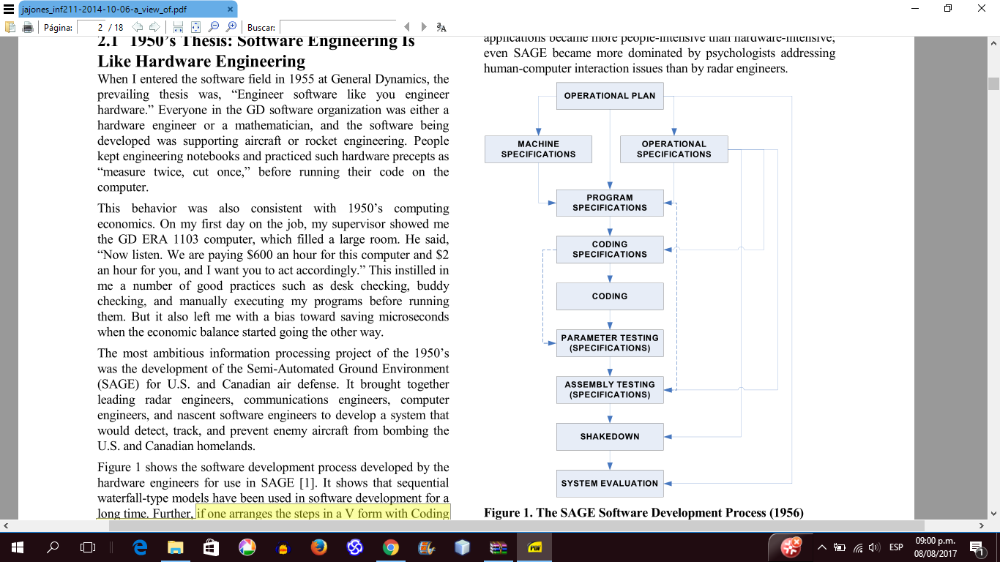 jajones_inf211-2014-10-06-a_view_of.pdf
Página:
2 / 18
Buscar:
2.1 1950’s Thesis: Software Engineering Is
Like Hardware Engineering
When I entered the software field in 1955 at General Dynamics, the
prevailing thesis was, “Engineer software like you engineer
hardware.” Everyone in the GD software organization was either a
hardware engineer or a mathematician, and the software being
developed was supporting aircraft or rocket engineering. People
kept engineering notebooks and practiced such hardware precepts as
“measure twice, cut once,” before running their code on the
computer.
This behavior was also consistent with 1950’s computing
economics. On my first day on the job, my supervisor showed me
the GD ERA 1103 computer, which filled a large room. He said,
“Now listen. We are paying $600 an hour for this computer and $2
an hour for you, and I want you to act accordingly.” This instilled in
me a number of good practices such as desk checking, buddy
checking, and manually executing my programs before running
them. But it also left me with a bias toward saving microseconds
when the economic balance started going the other way.
The most ambitious information processing project of the 1950’s
was the development of the Semi-Automated Ground Environment
(SAGE) for U.S. and Canadian air defense. It brought together
leading radar engineers, communications engineers, computer
engineers, and nascent software engineers to develop a system that
would detect, track, and prevent enemy aircraft from bombing the
U.S. and Canadian homelands.
Figure 1 shows the software development process developed by the
hardware engineers for use in SAGE [1]. It shows that sequential
waterfall-type models have been used in software development for a
long time. Further, if one arranges the steps in a V form with Coding
applications became more people-intensive than hardware-intensive,
even SAGE became more dominated by psychologists addressing
human-computer interaction issues than by radar engineers.
OPERATIONAL PLAN
MACHINE
SPECIFICATIONS
OPERATIONAL
SPECIFICATIONS
PROGRAM
SPECIFICATIONS
CODING
SPECIFICATIONS
CODING
PARAMETER TESTING
(SPECIFICATIONS)
ASSEMBLY TESTING
(SPECIFICATIONS)
SHAKEDOWN
SYSTEM EVALUATION
Figure 1. The SAGE Software Development Process (1956)
PDF
ESP
09:00 p.m.
08/08/2017
1